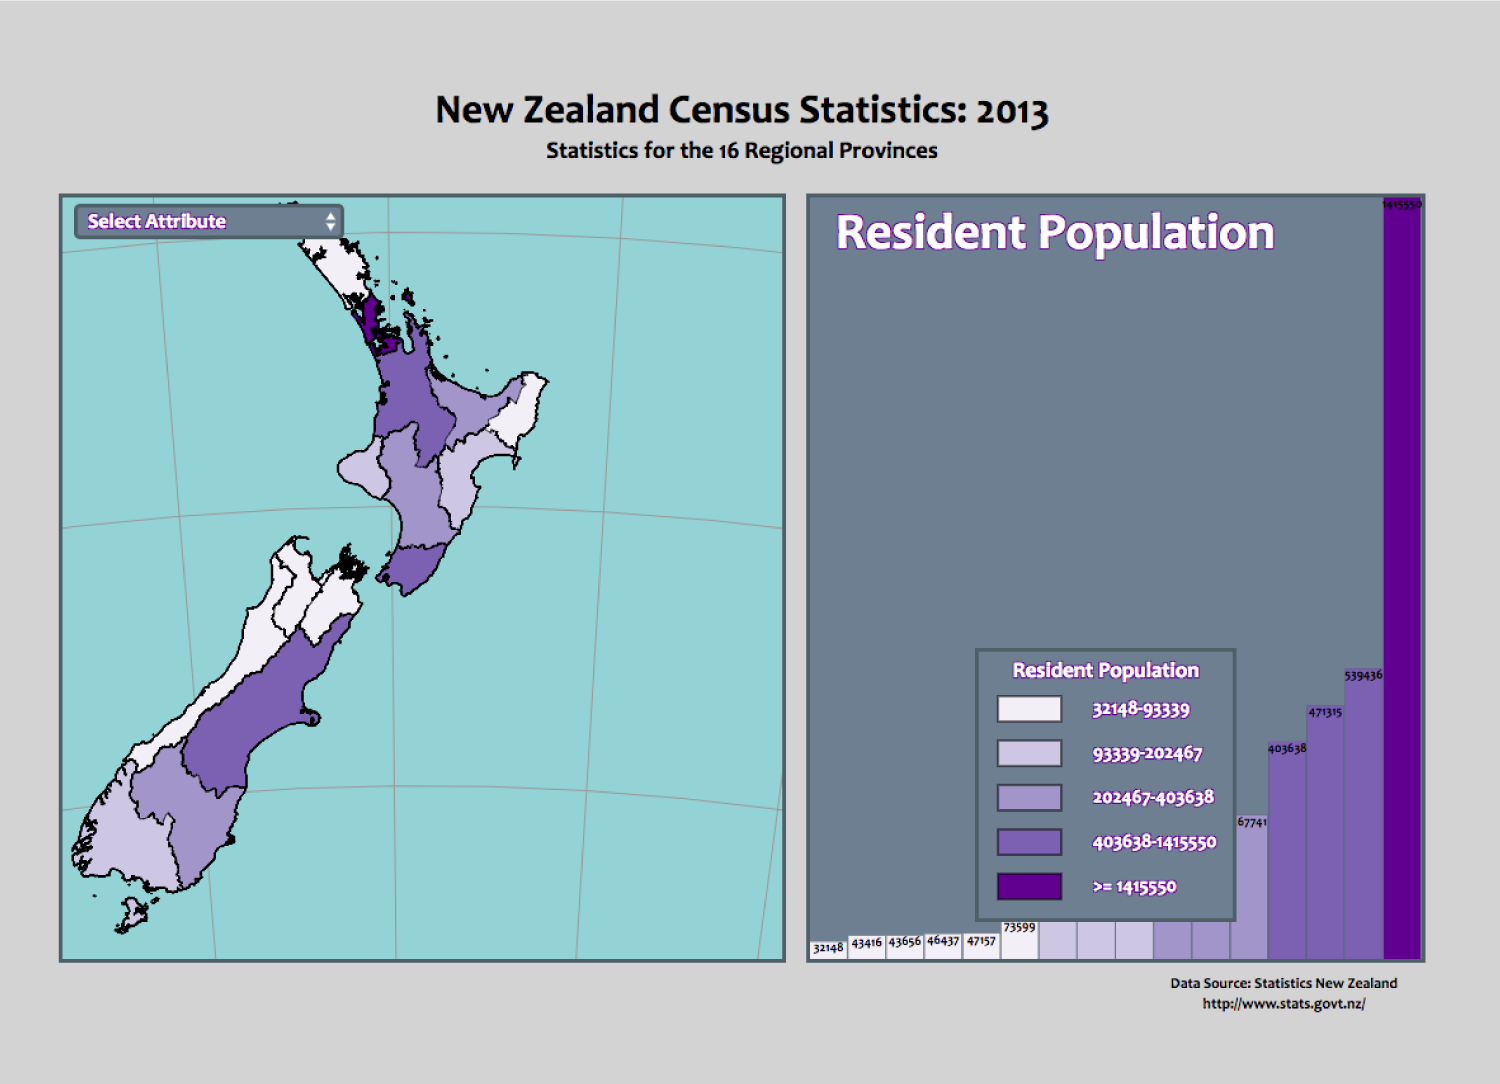 New Zealand Census Statistics: 2013
Statistics for the 16 Regional Provinces
Select Attribute
Resident Population
1415550
539436
471315
403638
67741
73599
47157
46437
43656
43416
32148
Resident Population
32148-93339
93339-202467
202467-403638
403638-1415550
>= 1415550
Data Source: Statistics New Zealand
http://www.stats.govt.nz/